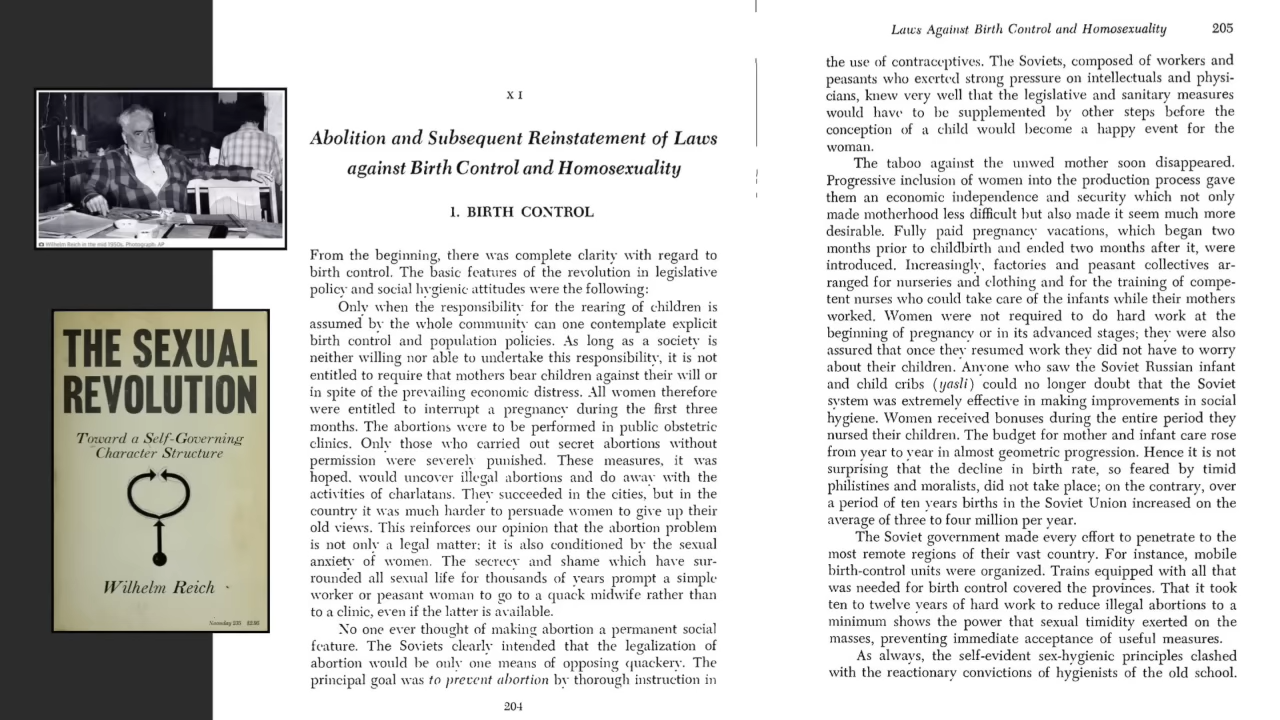 Wilhelm Reich in the mid 1950s. Photograph: AP
THE SEXUAL
REVOLUTION
Toward a Self-Governing
Character Structure
Wilhelm Reich
Noonday 235 $2.95
XI
Abolition and Subsequent Reinstatement of Laws
against Birth Control and Homosexuality
1. BIRTH CONTROL
From the beginning, there was complete clarity with regard to
birth control. The basic features of the revolution in legislative
policy and social hygienic attitudes were the following:
Only when the responsibility for the rearing of children is
assumed by the whole community can one contemplate explicit
birth control and population policies. As long as a society is
neither willing nor able to undertake this responsibility, it is not
entitled to require that mothers bear children against their will or
in spite of the prevailing economic distress. All women therefore
were entitled to interrupt a pregnancy during the first three
months. The abortions were to be performed in public obstetric
clinics. Only those who carried out secret abortions without
permission were severely punished. These measures, it was
hoped, would uncover illegal abortions and do away with the
activities of charlatans. They succeeded in the cities, but in the
country it was much harder to persuade women to give up their
old views. This reinforces our opinion that the abortion problem
is not only a legal matter; it is also conditioned by the sexual
anxiety of women. The secrecy and shame which have sur-
rounded all sexual life for thousands of years prompt a simple
worker or peasant woman to go to a quack midwife rather than
to a clinic, even if the latter is available.
No one ever thought of making abortion a permanent social
feature. The Soviets clearly intended that the legalization of
abortion would be only one means of opposing quackery. The
principal goal was to prevent abortion by thorough instruction in
204
Laws Against Birth Control and Homosexuality 205
the use of contraceptives. The Soviets, composed of workers and
peasants who exerted strong pressure on intellectuals and physi-
cians, knew very well that the legislative and sanitary measures
would have to be supplemented by other steps before the
conception of a child would become a happy event for the
woman.
The taboo against the unwed mother soon disappeared.
Progressive inclusion of women into the production process gave
them an economic independence and security which not only
made motherhood less difficult but also made it seem much more
desirable. Fully paid pregnancy vacations, which began two
months prior to childbirth and ended two months after it, were
introduced. Increasingly, factories and peasant collectives ar-
ranged for nurseries and clothing and for the training of compe-
tent nurses who could take care of the infants while their mothers
worked. Women were not required to do hard work at the
beginning of pregnancy or in its advanced stages; they were also
assured that once they resumed work they did not have to worry
about their children. Anyone who saw the Soviet Russian infant
and child cribs (yasli) could no longer doubt that the Soviet
system was extremely effective in making improvements in social
hygiene. Women received bonuses during the entire period they
nursed their children. The budget for mother and infant care rose
from year to year in almost geometric progression. Hence it is not
surprising that the decline in birth rate, so feared by timid
philistines and moralists, did not take place; on the contrary, over
a period of ten years births in the Soviet Union increased on the
average of three to four million per year.
The Soviet government made every effort to penetrate to the
most remote regions of their vast country. For instance, mobile
birth-control units were organized. Trains equipped with all that
was needed for birth control covered the provinces. That it took
ten to twelve years of hard work to reduce illegal abortions to a
minimum shows the power that sexual timidity exerted on the
masses, preventing immediate acceptance of useful measures.
As always, the self-evident sex-hygienic principles clashed
with the reactionary convictions of hygienists of the old school.